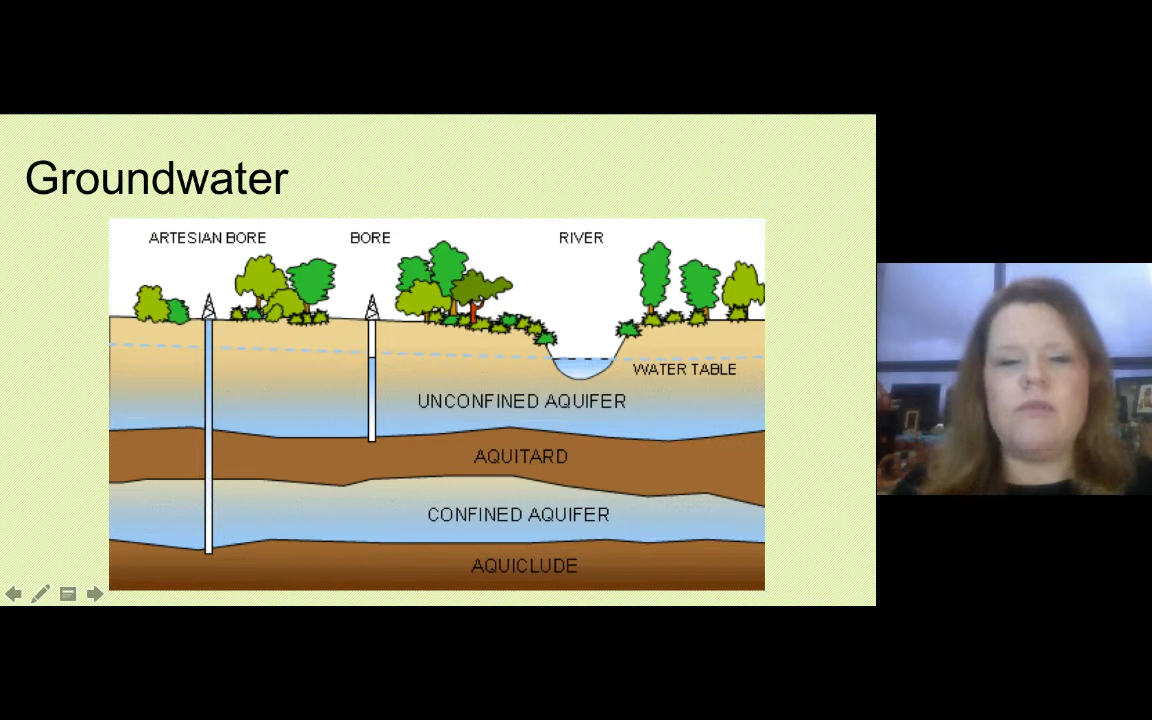 Groundwater
ARTESIAN BORE
BORE
RIVER
WATER TABLE
UNCONFINED AQUIFER
AQUITARD
CONFINED AQUIFER
AQUICLUDE